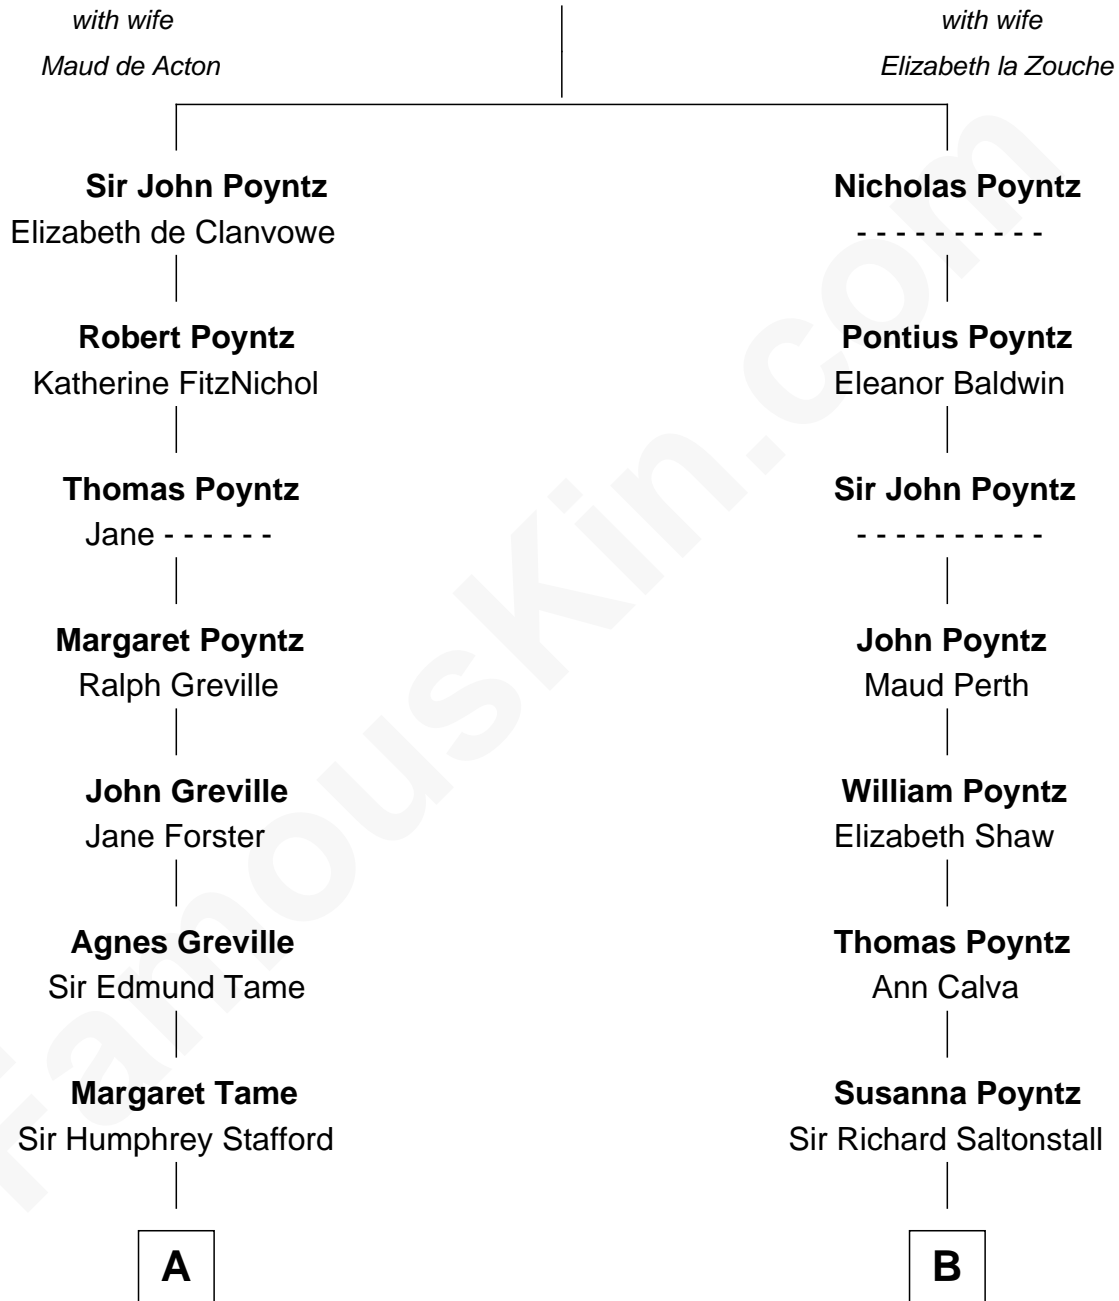 with wife
Maud de Acton
with wife
Elizabeth la Zouche
Sir John Poyntz
Elizabeth de Clanvowe
Nicholas Poyntz
- - - - - - - - - -
Robert Poyntz
Katherine FitzNichol
Pontius Poyntz
Eleanor Baldwin
Thomas Poyntz
Jane - - - - - -
Sir John Poyntz
- - - - - - - - - -
Margaret Poyntz
Ralph Greville
John Poyntz
Maud Perth
John Greville
Jane Forster
William Poyntz
Elizabeth Shaw
Agnes Greville
Sir Edmund Tame
Thomas Poyntz
Ann Calva
Margaret Tame
Sir Humphrey Stafford
Susanna Poyntz
Sir Richard Saltonstall
A
B
FamousKin.com